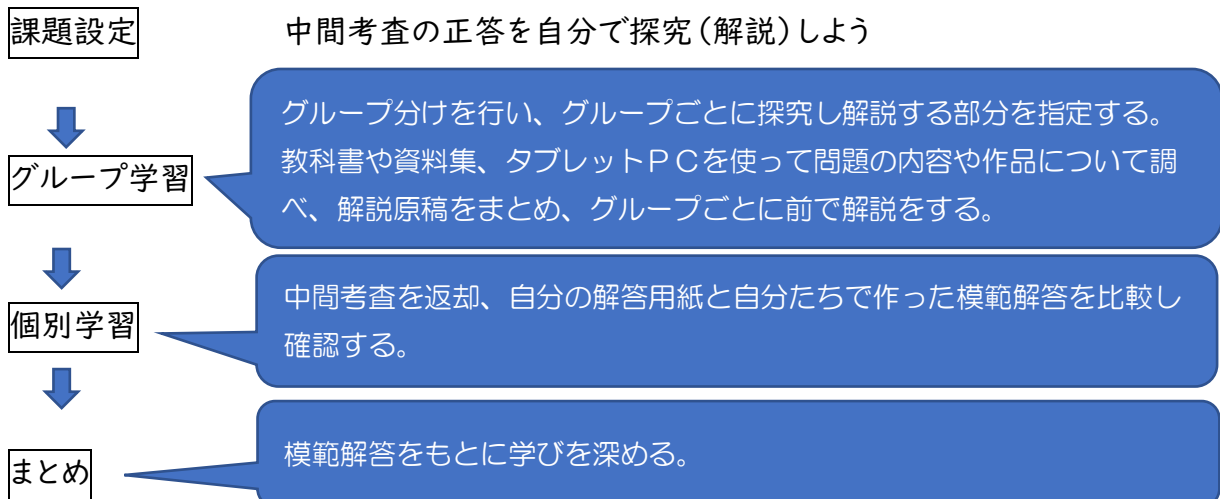 課題設定
中間考査の正答を自分で探究（解説）しよう
グループ分けを行い、グループごとに探究し解説する部分を指定する。
教科書や資料集、タブレットＰＣを使って問題の内容や作品について調
べ、解説原稿をまとめ、グループごとに前で解説をする。
グループ学習
中間考査を返却、自分の解答用紙と自分たちで作った模範解答を比較し
確認する。
個別学習
模範解答をもとに学びを深める。
まとめ